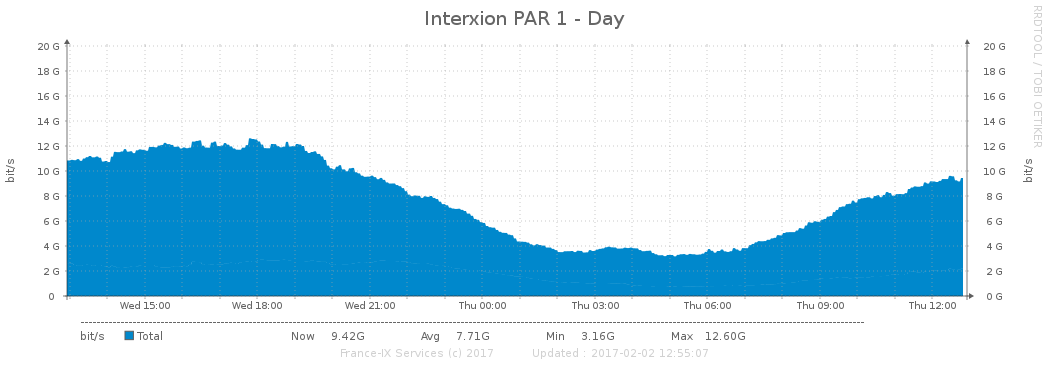 Interxion PAR 1 - Day
RRDTOOL / TOBI OETIKER
20 G 20 G
18 G 18 G
16 G 16 G
14 G 14 G
12 G 12 G
10 G 10 G
8 G 8 G
6 G 6 G
4 G 4 G
2 G 2 G
0 0 G
bit/s
bit/s
Wed 15:00 Wed 18:00 Wed 21:00 Thu 00:00 Thu 03:00 Thu 06:00 Thu 09:00 Thu 12:00
bit/s Total Now 9.42G Avg 7.71G Min 3.16G Max 12.60G
France-IX Services (c) 2017 Updated : 2017-02-02 12:55:07